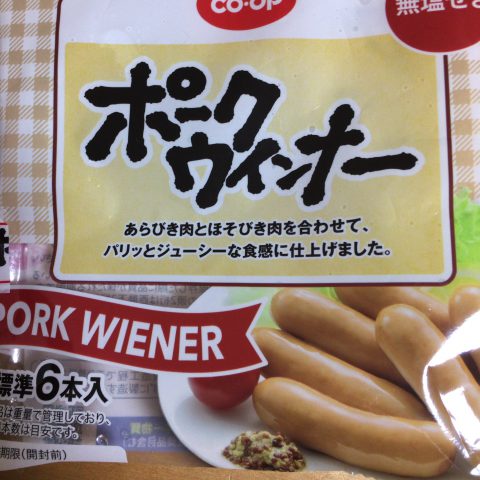 CO·OP
無塩せき
ポーク
ウインナー
あらびき肉とほそびき肉を合わせて、
パリッとジューシーな食感に仕上げました。
PORK WIENER
標準6本入
は重量で管理しており、
本数は目安です。
期限(開封前)